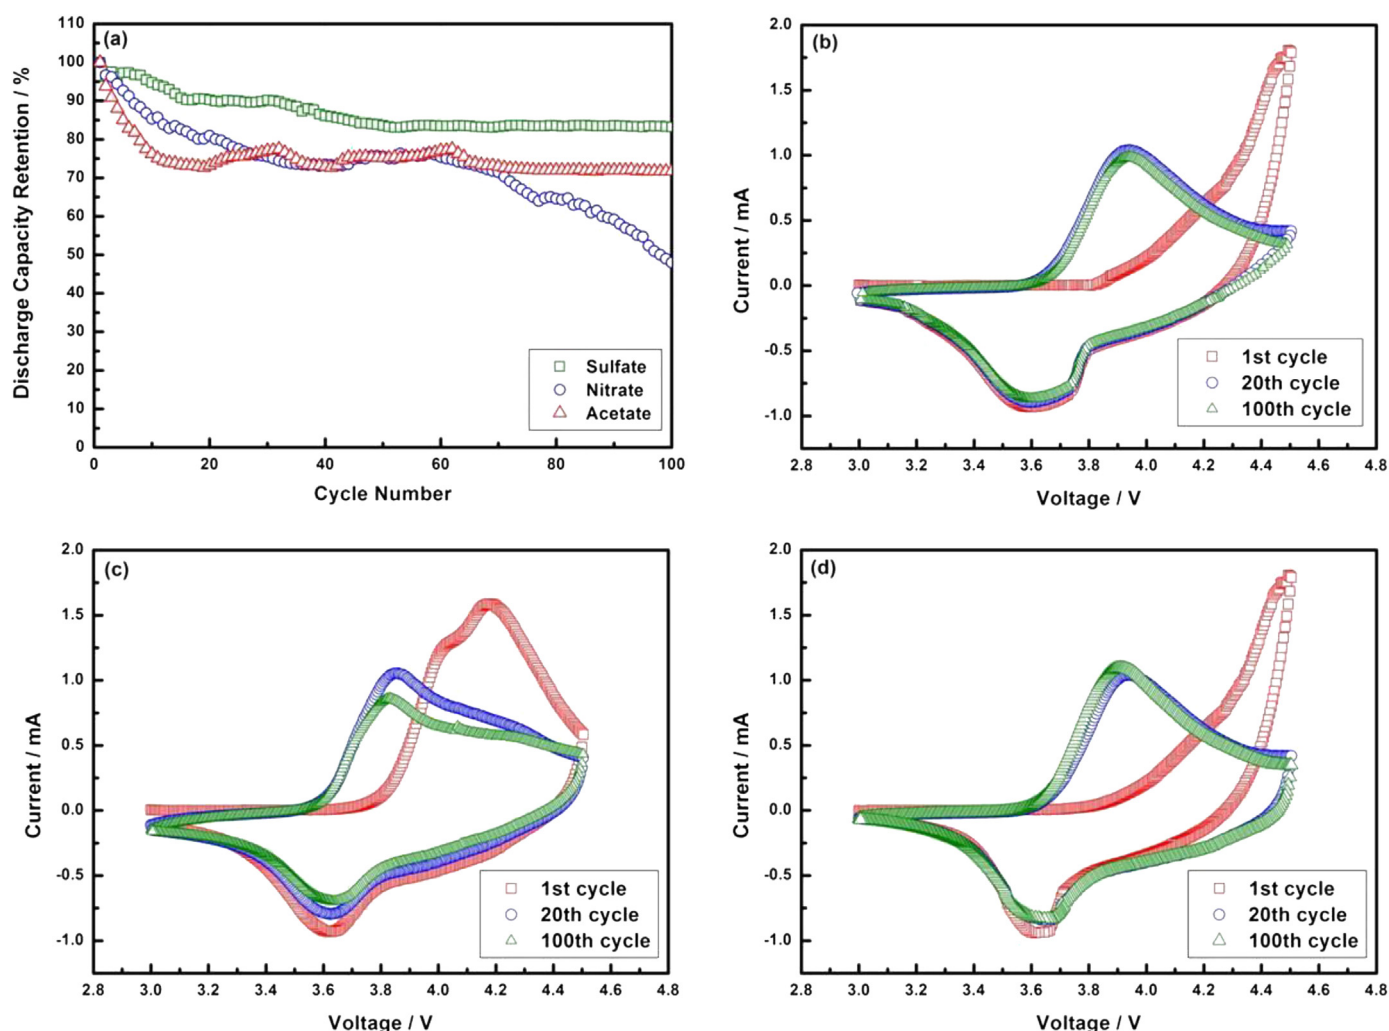 (a)
110
100
90
80
70
60
50
40
30
20
10
0
Discharge Capacity Retention / %
Sulfate
Nitrate
Acetate
0 20 40 60 80 100
Cycle Number
(b)
2.0
1.5
1.0
0.5
0.0
-0.5
-1.0
Current / mA
1st cycle
20th cycle
100th cycle
2.8 3.0 3.2 3.4 3.6 3.8 4.0 4.2 4.4 4.6 4.8
Voltage / V
(c)
2.0
1.5
1.0
0.5
0.0
-0.5
-1.0
Current / mA
1st cycle
20th cycle
100th cycle
2.8 3.0 3.2 3.4 3.6 3.8 4.0 4.2 4.4 4.6 4.8
Voltage / V
(d)
2.0
1.5
1.0
0.5
0.0
-0.5
-1.0
Current / mA
1st cycle
20th cycle
100th cycle
2.8 3.0 3.2 3.4 3.6 3.8 4.0 4.2 4.4 4.6 4.8
Voltage / V